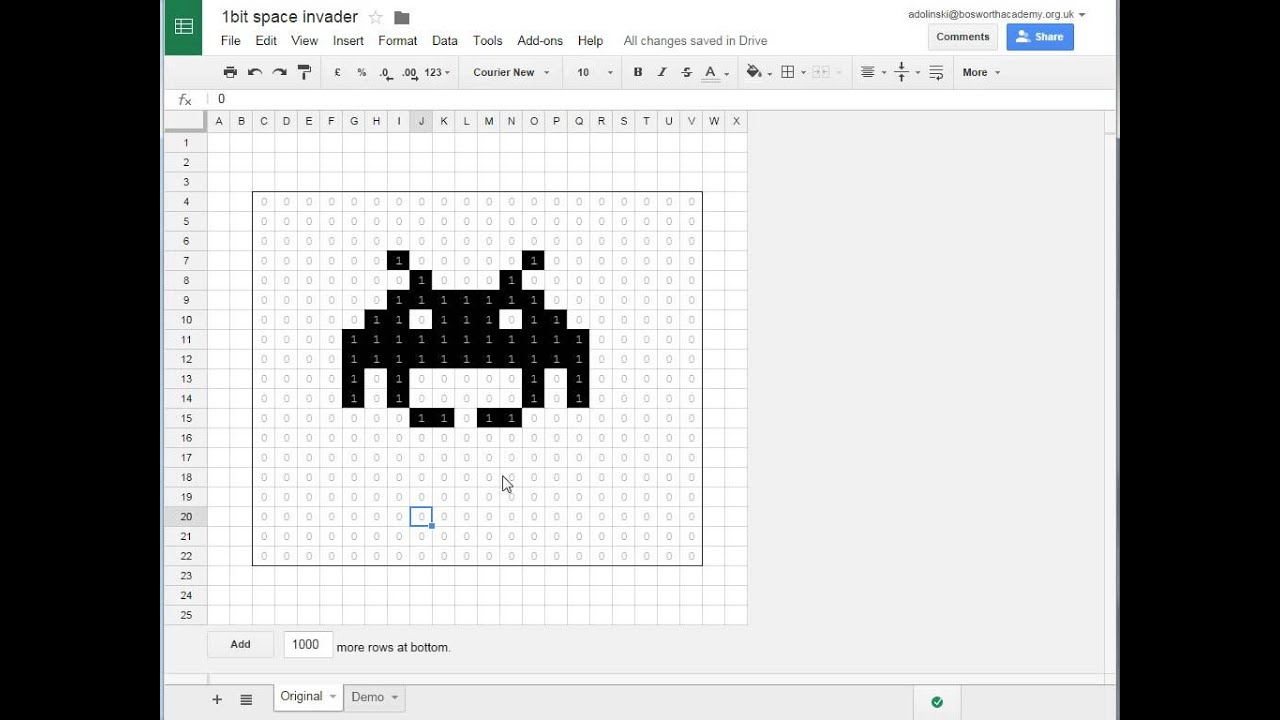 1bit space invader
adolinski@bosworthacademy.org.uk
File Edit View Insert Format Data Tools Add-ons Help All changes saved in Drive
Comments Share
£ % .0 .00 123 Courier New 10 B I S A More
fx 0
A B C D E F G H I J K L M N O P Q R S T U V W X
1
2
3
4 0 0 0 0 0 0 0 0 0 0 0 0 0 0 0 0 0 0 0 0
5 0 0 0 0 0 0 0 0 0 0 0 0 0 0 0 0 0 0 0 0
6 0 0 0 0 0 0 0 0 0 0 0 0 0 0 0 0 0 0 0 0
7 0 0 0 0 0 0 1 0 0 0 0 0 1 0 0 0 0 0 0 0
8 0 0 0 0 0 0 0 1 0 0 0 1 0 0 0 0 0 0 0 0
9 0 0 0 0 0 0 1 1 1 1 1 1 1 0 0 0 0 0 0 0
10 0 0 0 0 0 1 1 0 1 1 1 0 1 1 0 0 0 0 0 0
11 0 0 0 0 1 1 1 1 1 1 1 1 1 1 1 0 0 0 0 0
12 0 0 0 0 1 1 1 1 1 1 1 1 1 1 1 0 0 0 0 0
13 0 0 0 0 1 0 1 0 0 0 0 0 1 0 1 0 0 0 0 0
14 0 0 0 0 1 0 1 0 0 0 0 0 1 0 1 0 0 0 0 0
15 0 0 0 0 0 0 0 1 1 0 1 1 0 0 0 0 0 0 0 0
16 0 0 0 0 0 0 0 0 0 0 0 0 0 0 0 0 0 0 0 0
17 0 0 0 0 0 0 0 0 0 0 0 0 0 0 0 0 0 0 0 0
18 0 0 0 0 0 0 0 0 0 0 0 0 0 0 0 0 0 0 0 0
19 0 0 0 0 0 0 0 0 0 0 0 0 0 0 0 0 0 0 0 0
20 0 0 0 0 0 0 0 0 0 0 0 0 0 0 0 0 0 0 0 0
21 0 0 0 0 0 0 0 0 0 0 0 0 0 0 0 0 0 0 0 0
22 0 0 0 0 0 0 0 0 0 0 0 0 0 0 0 0 0 0 0 0
23
24
25
Add 1000 more rows at bottom.
+ Original Demo